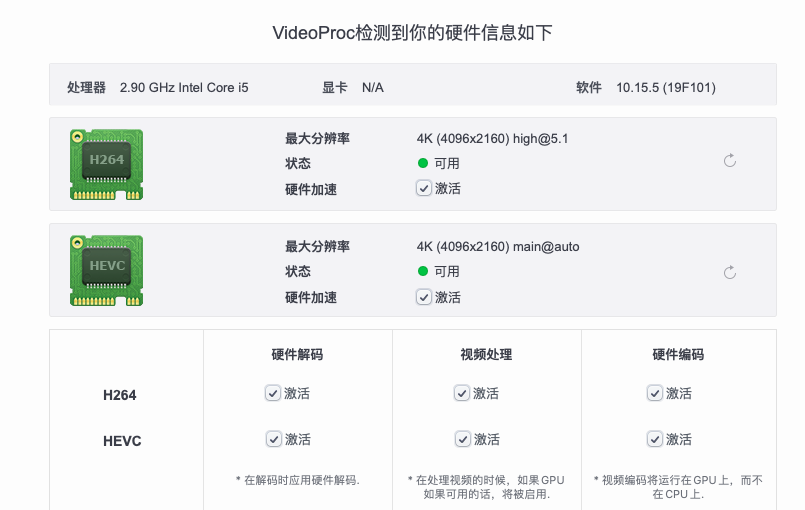 VideoProc检测到你的硬件信息如下
处理器 2.90 GHz Intel Core i5 显卡 N/A 软件 10.15.5 (19F101)
H264
最大分辨率 4K (4096x2160) high@5.1
状态 可用
硬件加速 激活
HEVC
最大分辨率 4K (4096x2160) main@auto
状态 可用
硬件加速 激活
硬件解码 视频处理 硬件编码
H264 激活 激活 激活
HEVC 激活 激活 激活
* 在解码时应用硬件解码.
* 在处理视频的时候，如果GPU
如果可用的话，将被启用.
* 视频编码将运行在GPU上，而不
在CPU上.